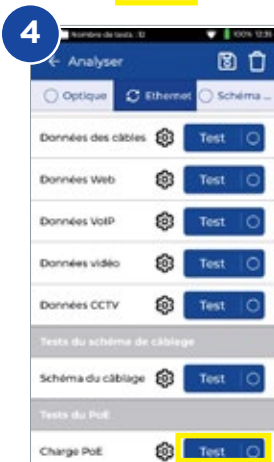 4
Nombre de tests : 12 100% 12:39
← Analyser
Optique Ethernet Schéma ...
Données des câbles Test
Données Web Test
Données VoIP Test
Données vidéo Test
Données CCTV Test
Tests du schéma de câblage
Schéma du câblage Test
Tests du PoE
Charge PoE Test